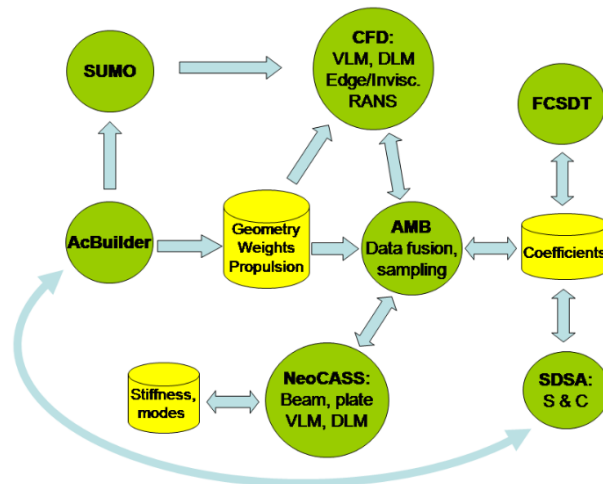 CFD:
VLM, DLM
Edge/Invisc.
RANS
SUMO
FCSDT
AcBuilder
Geometry
Weights
Propulsion
AMB
Data fusion,
sampling
Coefficients
Stiffness,
modes
NeoCASS:
Beam, plate
VLM, DLM
SDSA:
S & C